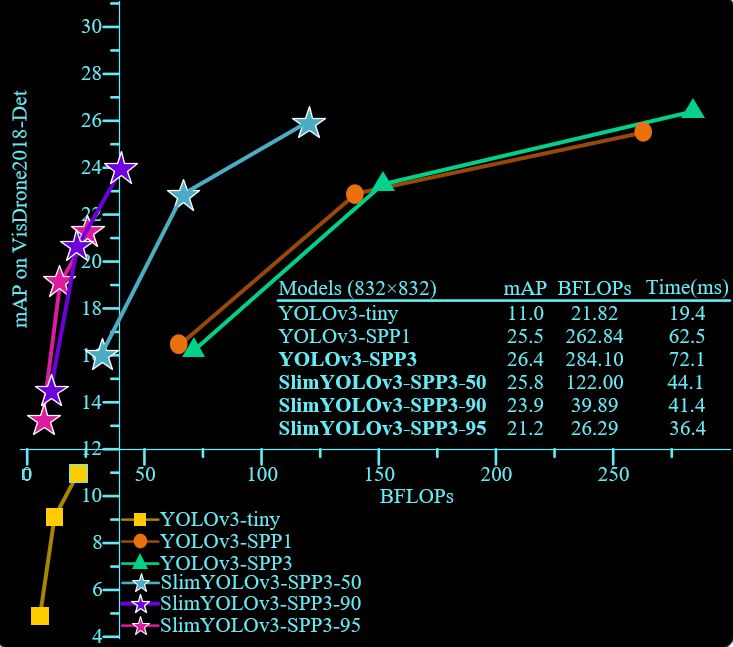 30
28
26
24
22
20
18
16
14
12
10
8
6
4
mAP on VisDrone2018-Det
Models (832×832) mAP BFLOPs Time(ms)
YOLOv3-tiny 11.0 21.82 19.4
YOLOv3-SPP1 25.5 262.84 62.5
YOLOv3-SPP3 26.4 284.10 72.1
SlimYOLOv3-SPP3-50 25.8 122.00 44.1
SlimYOLOv3-SPP3-90 23.9 39.89 41.4
SlimYOLOv3-SPP3-95 21.2 26.29 36.4
0 50 100 150 200 250
BFLOPs
YOLOv3-tiny
YOLOv3-SPP1
YOLOv3-SPP3
SlimYOLOv3-SPP3-50
SlimYOLOv3-SPP3-90
SlimYOLOv3-SPP3-95